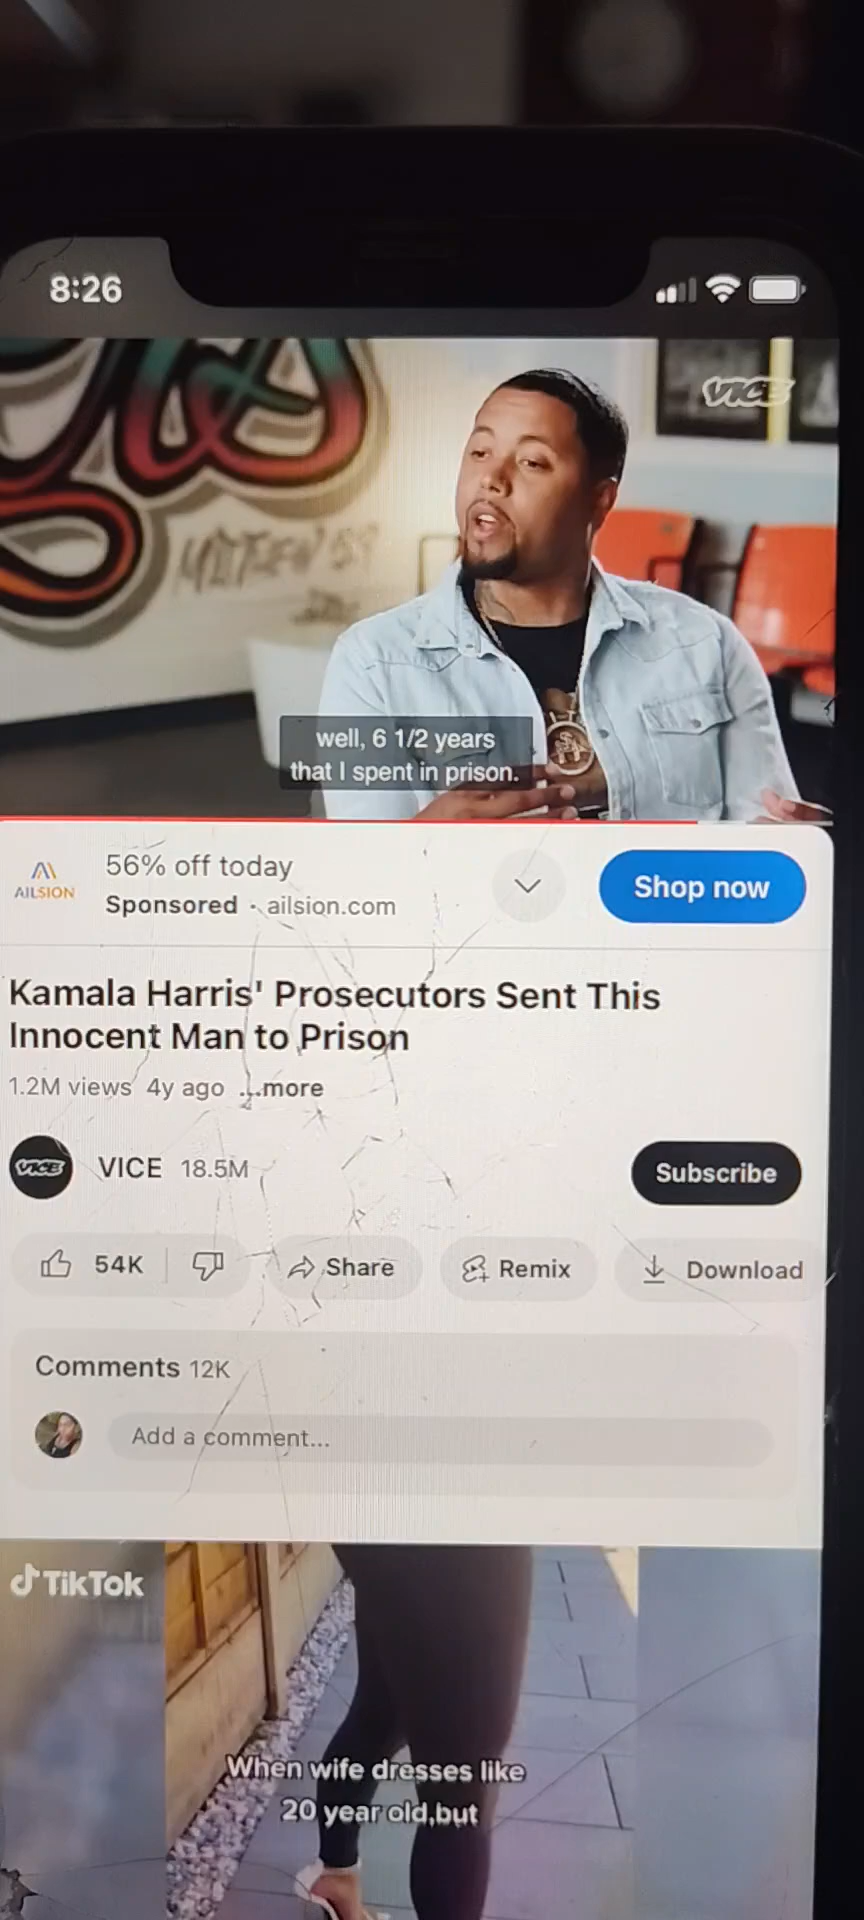 8:26
VICE
well, 6 1/2 years
that I spent in prison.
56% off today
AILSION
Sponsored · ailsion.com
Shop now
Kamala Harris' Prosecutors Sent This
Innocent Man to Prison
1.2M views 4y ago ...more
VICE
VICE 18.5M
Subscribe
54K
Share
Remix
Download
Comments 12K
Add a comment...
TikTok
When wife dresses like
20 year old,but